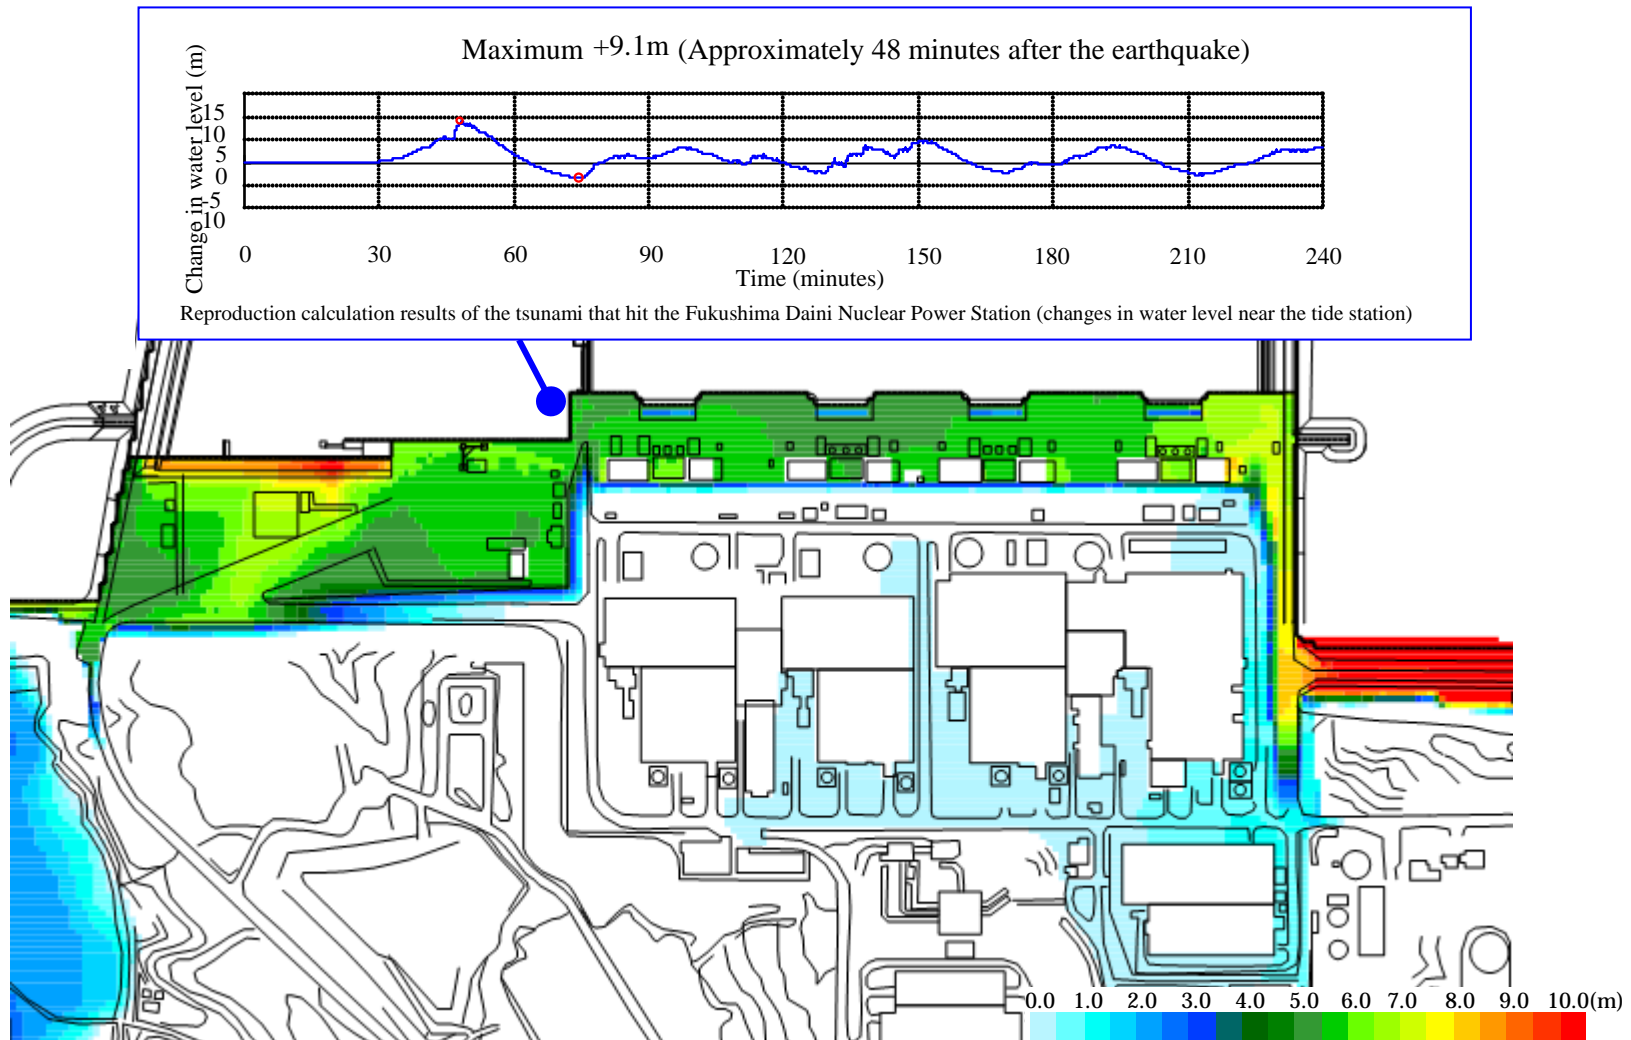 Maximum +9.1m (Approximately 48 minutes after the earthquake)
Change in water level (m)
15
10
5
0
-5
10
0 30 60 90 120 150 180 210 240
Time (minutes)
Reproduction calculation results of the tsunami that hit the Fukushima Daini Nuclear Power Station (changes in water level near the tide station)
0.0 1.0 2.0 3.0 4.0 5.0 6.0 7.0 8.0 9.0 10.0(m)